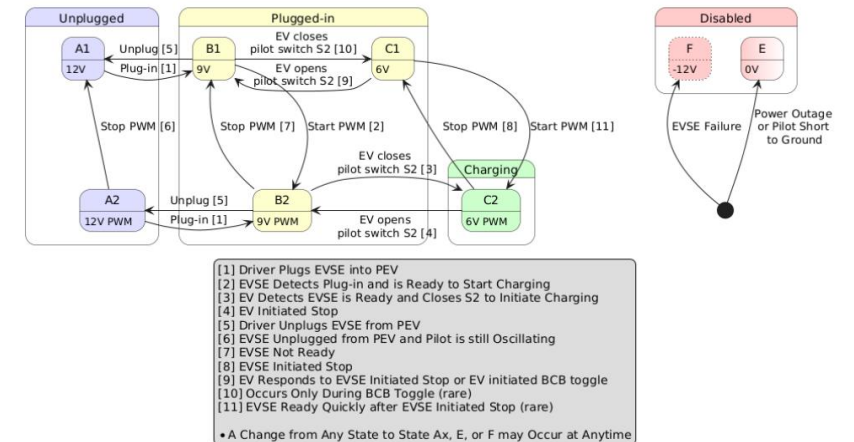 Unplugged
Plugged-in
Disabled
A1
12V
Unplug [5]
Plug-in [1]
B1
9V
EV closes
pilot switch S2 [10]
EV opens
pilot switch S2 [9]
C1
6V
F
-12V
E
0V
Stop PWM [6]
Stop PWM [7]
Start PWM [2]
Stop PWM [8]
Start PWM [11]
EVSE Failure
Power Outage
or Pilot Short
to Ground
EV closes
pilot switch S2 [3]
Charging
A2
12V PWM
Unplug [5]
Plug-in [1]
B2
9V PWM
EV opens
pilot switch S2 [4]
C2
6V PWM
[1] Driver Plugs EVSE into PEV
[2] EVSE Detects Plug-in and is Ready to Start Charging
[3] EV Detects EVSE is Ready and Closes S2 to Initiate Charging
[4] EV Initiated Stop
[5] Driver Unplugs EVSE from PEV
[6] EVSE Unplugged from PEV and Pilot is still Oscillating
[7] EVSE Not Ready
[8] EVSE Initiated Stop
[9] EV Responds to EVSE Initiated Stop or EV initiated BCB toggle
[10] Occurs Only During BCB Toggle (rare)
[11] EVSE Ready Quickly after EVSE Initiated Stop (rare)
• A Change from Any State to State Ax, E, or F may Occur at Anytime